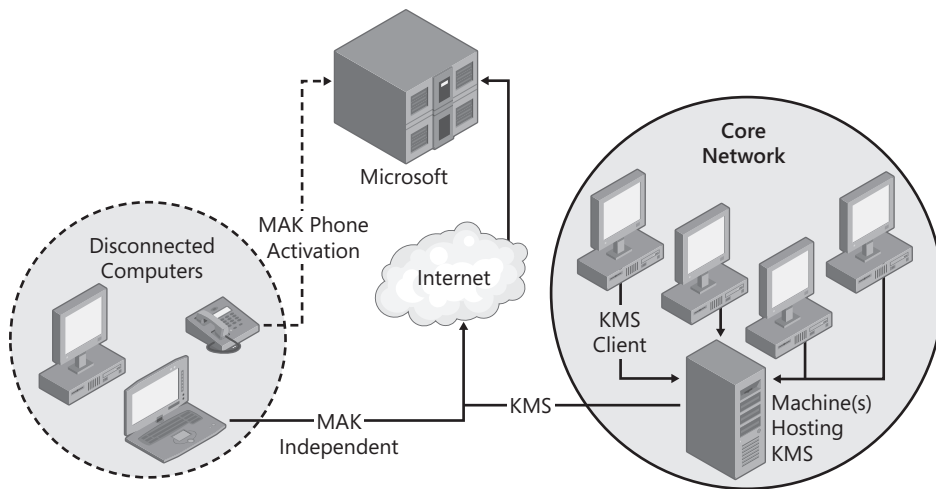 Microsoft
Core
Network
MAK Phone
Activation
Disconnected
Computers
Internet
KMS
Client
MAK
Independent
KMS
Machine(s)
Hosting
KMS